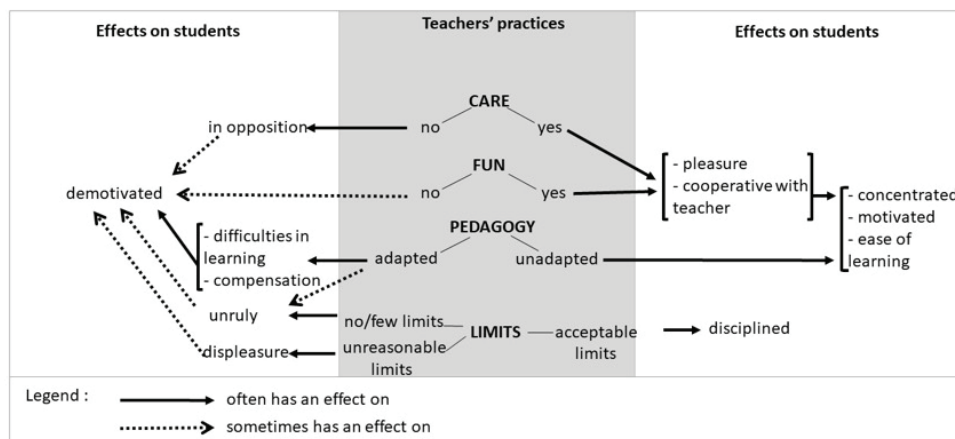 Effects on students
Teachers' practices
Effects on students
CARE
in opposition
no
yes
FUN
- pleasure
- cooperative with
teacher
demotivated
no
yes
- concentrated
- motivated
- ease of
learning
PEDAGOGY
- difficulties in
learning
- compensation
adapted
unadapted
unruly
no/few limits
LIMITS
acceptable
limits
disciplined
displeasure
unreasonable
limits
Legend :
often has an effect on
sometimes has an effect on